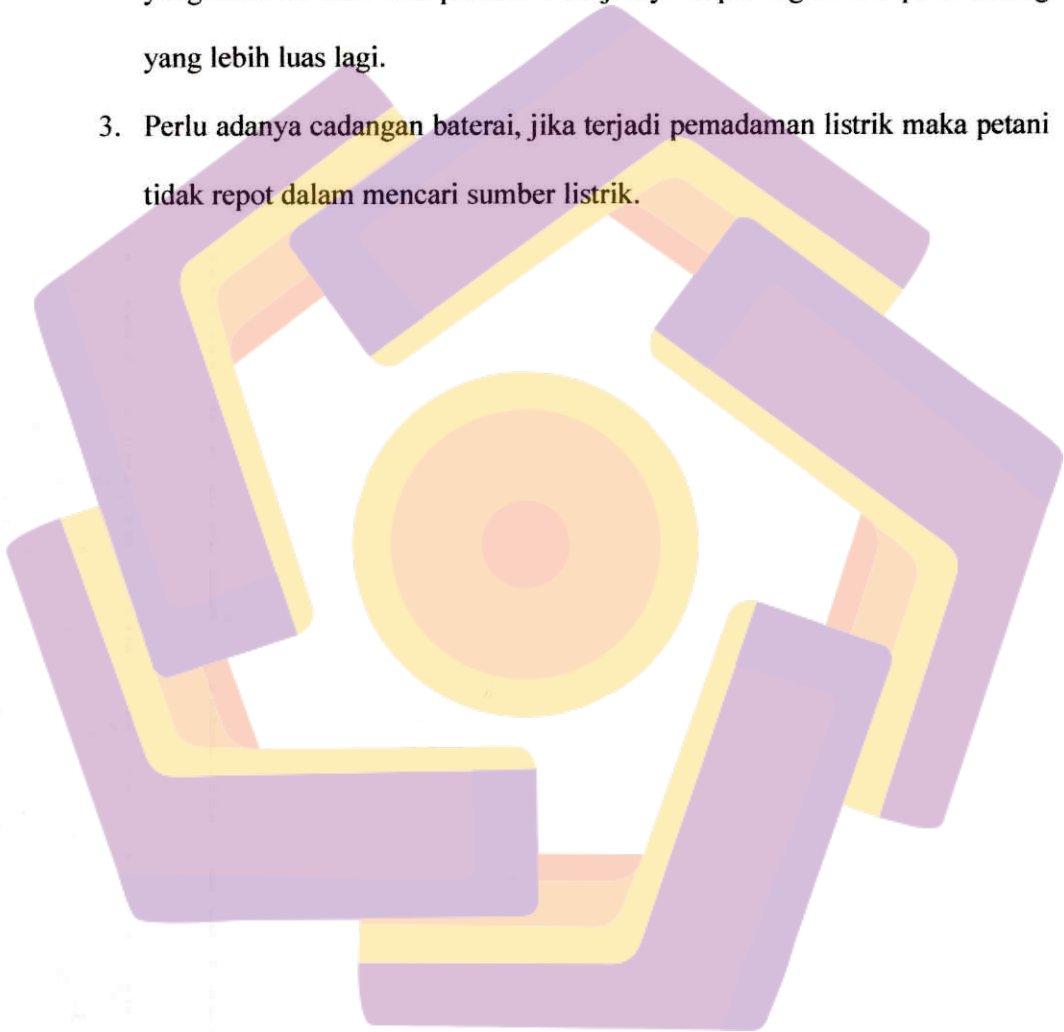 yang lebih luas lagi.
3. Perlu adanya cadangan baterai, jika terjadi pemadaman listrik maka petani
tidak repot dalam mencari sumber listrik.